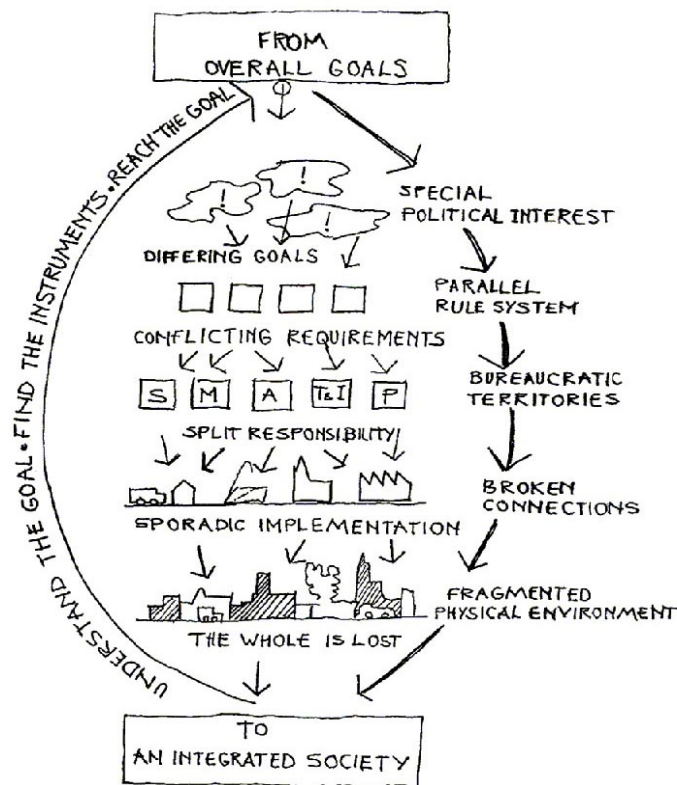 FROM
OVERALL GOALS
UNDERSTAND THE GOAL • FIND THE INSTRUMENTS • REACH THE GOAL
!
!
!
SPECIAL
POLITICAL INTEREST
DIFFERING GOALS
PARALLEL
RULE SYSTEM
CONFLICTING REQUIREMENTS
BUREAUCRATIC
TERRITORIES
S M A T&I P
SPLIT RESPONSIBILITY
BROKEN
CONNECTIONS
SPORADIC IMPLEMENTATION
FRAGMENTED
PHYSICAL ENVIRONMENT
THE WHOLE IS LOST
TO
AN INTEGRATED SOCIETY